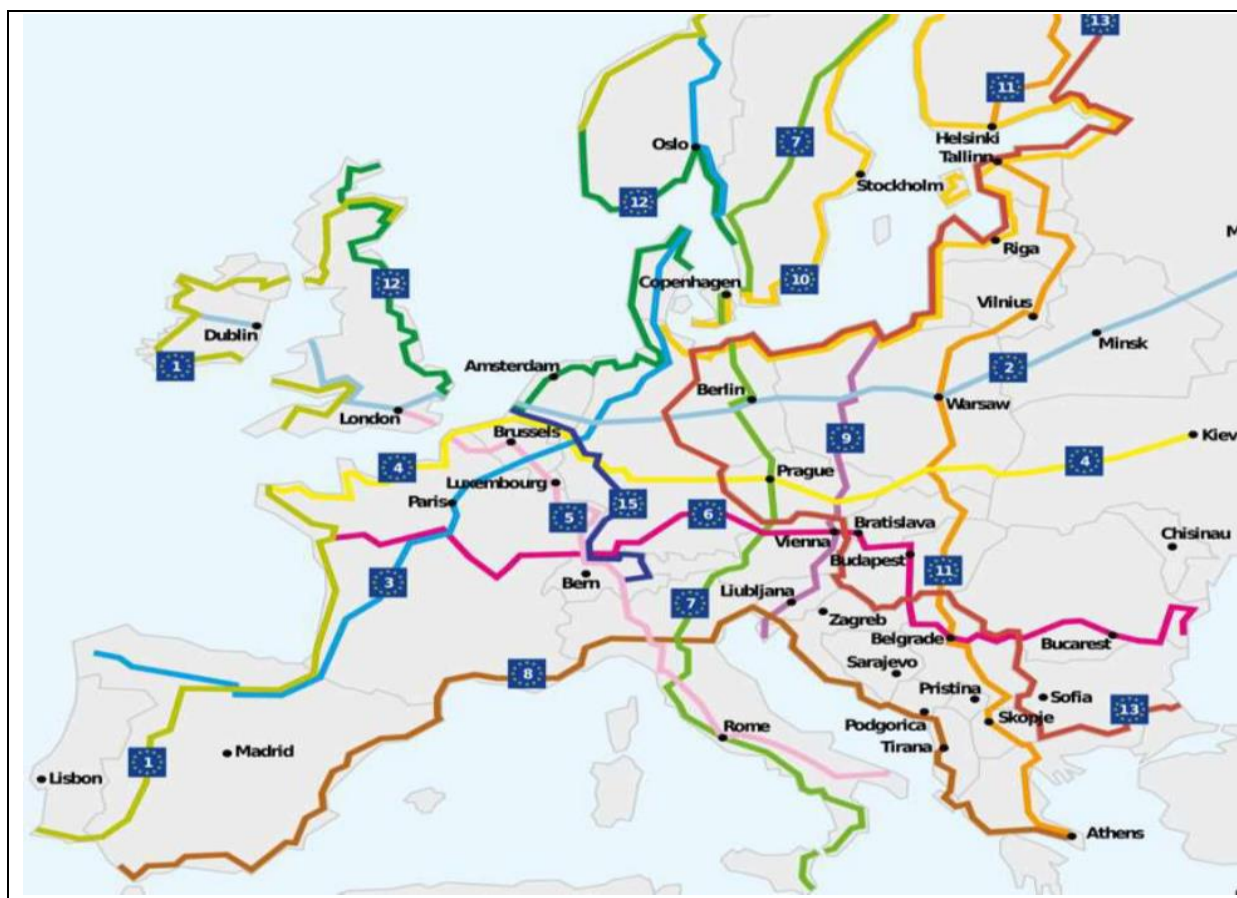 13
11
Helsinki
Oslo
7
Tallinn
Stockholm
12
M
Riga
12
Copenhagen
10
Vilnius
Dublin
Minsk
1
Amsterdam
2
Berlin
Warsaw
London
Brussels
9
Kiev
4
4
Prague
Luxembourg
Paris
15
5
6
Bratislava
Vienna
Chisinau
Budapest
3
Bern
11
Liubljana
7
Zagreb
Belgrade
Bucarest
Sarajevo
8
Pristina
Sofia
13
Podgorica
Skopje
Rome
Tirana
Madrid
1
Lisbon
Athens